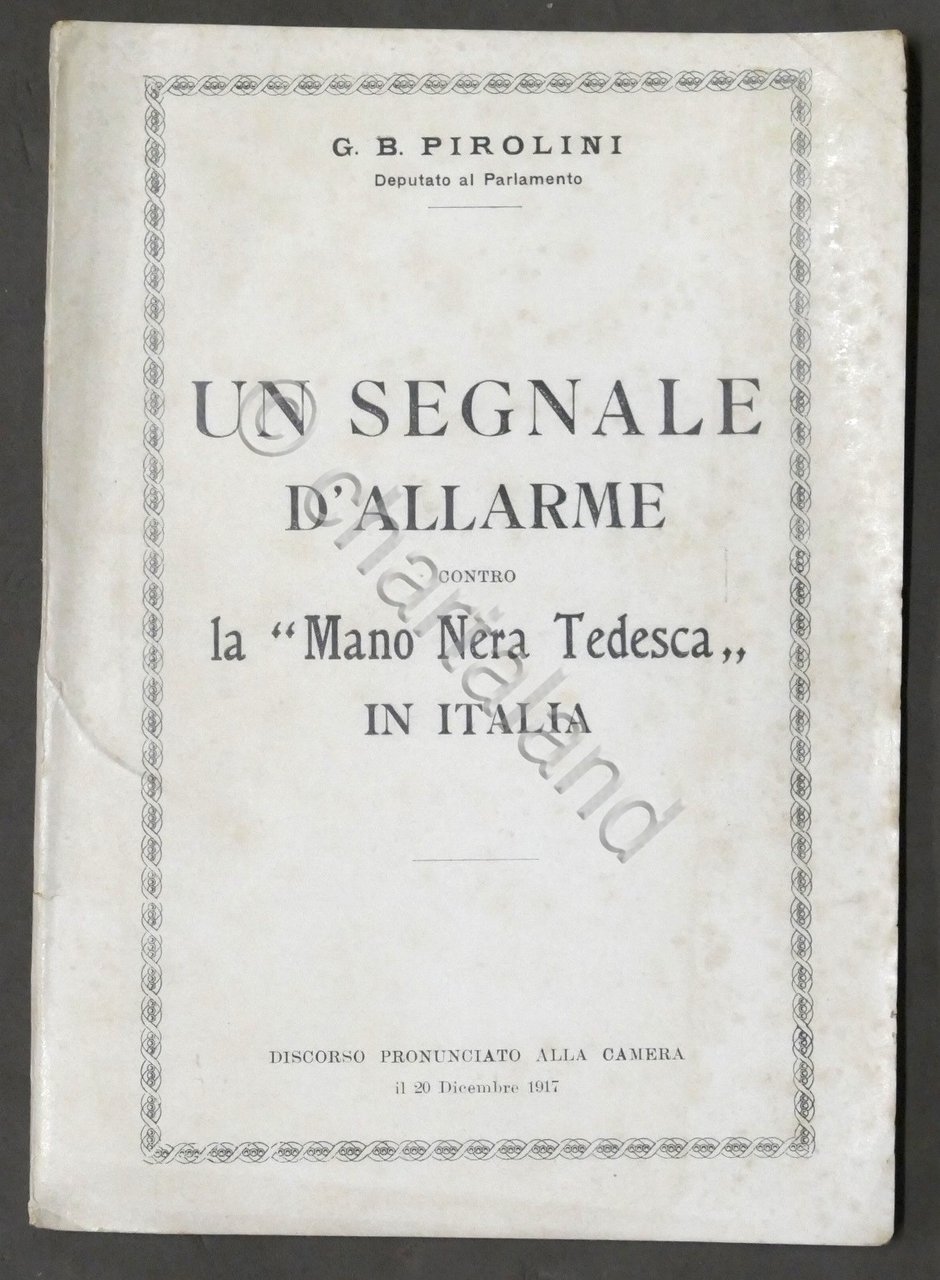 G. B. PIROLINI
Deputato al Parlamento
UN SEGNALE
D'ALLARME
CONTRO
la “Mano Nera Tedesca„
IN ITALIA
DISCORSO PRONUNCIATO ALLA CAMERA
il 20 Dicembre 1917
© chartaland